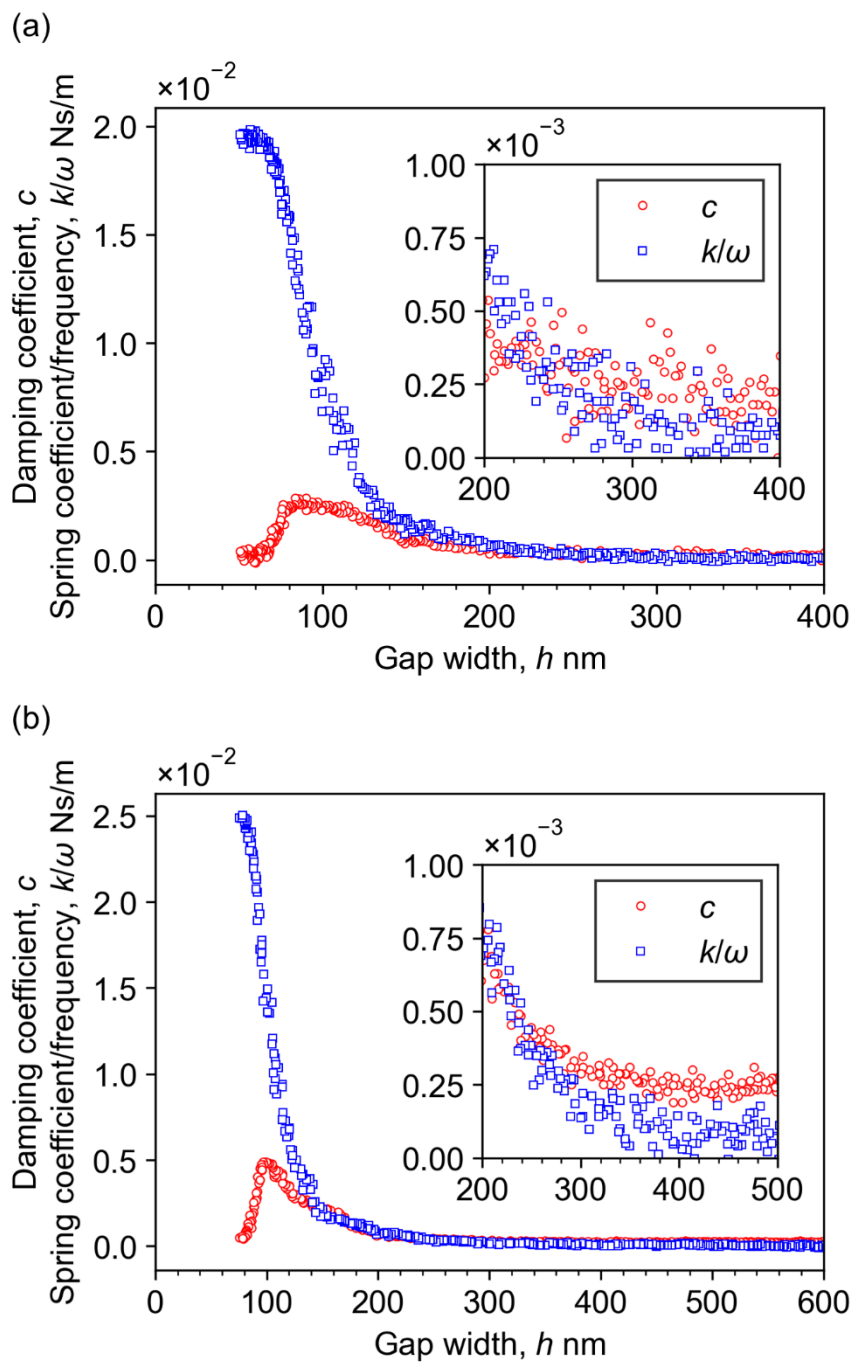 (a)
×10⁻²
Damping coefficient, c
Spring coefficient/frequency, k/ω Ns/m
2.0
1.5
1.0
0.5
0.0
0 100 200 300 400
Gap width, h nm
×10⁻³
1.00
0.75
0.50
0.25
0.00
200 300 400
c
k/ω
(b)
×10⁻²
Damping coefficient, c
Spring coefficient/frequency, k/ω Ns/m
2.5
2.0
1.5
1.0
0.5
0.0
0 100 200 300 400 500 600
Gap width, h nm
×10⁻³
1.00
0.75
0.50
0.25
0.00
200 300 400 500
c
k/ω